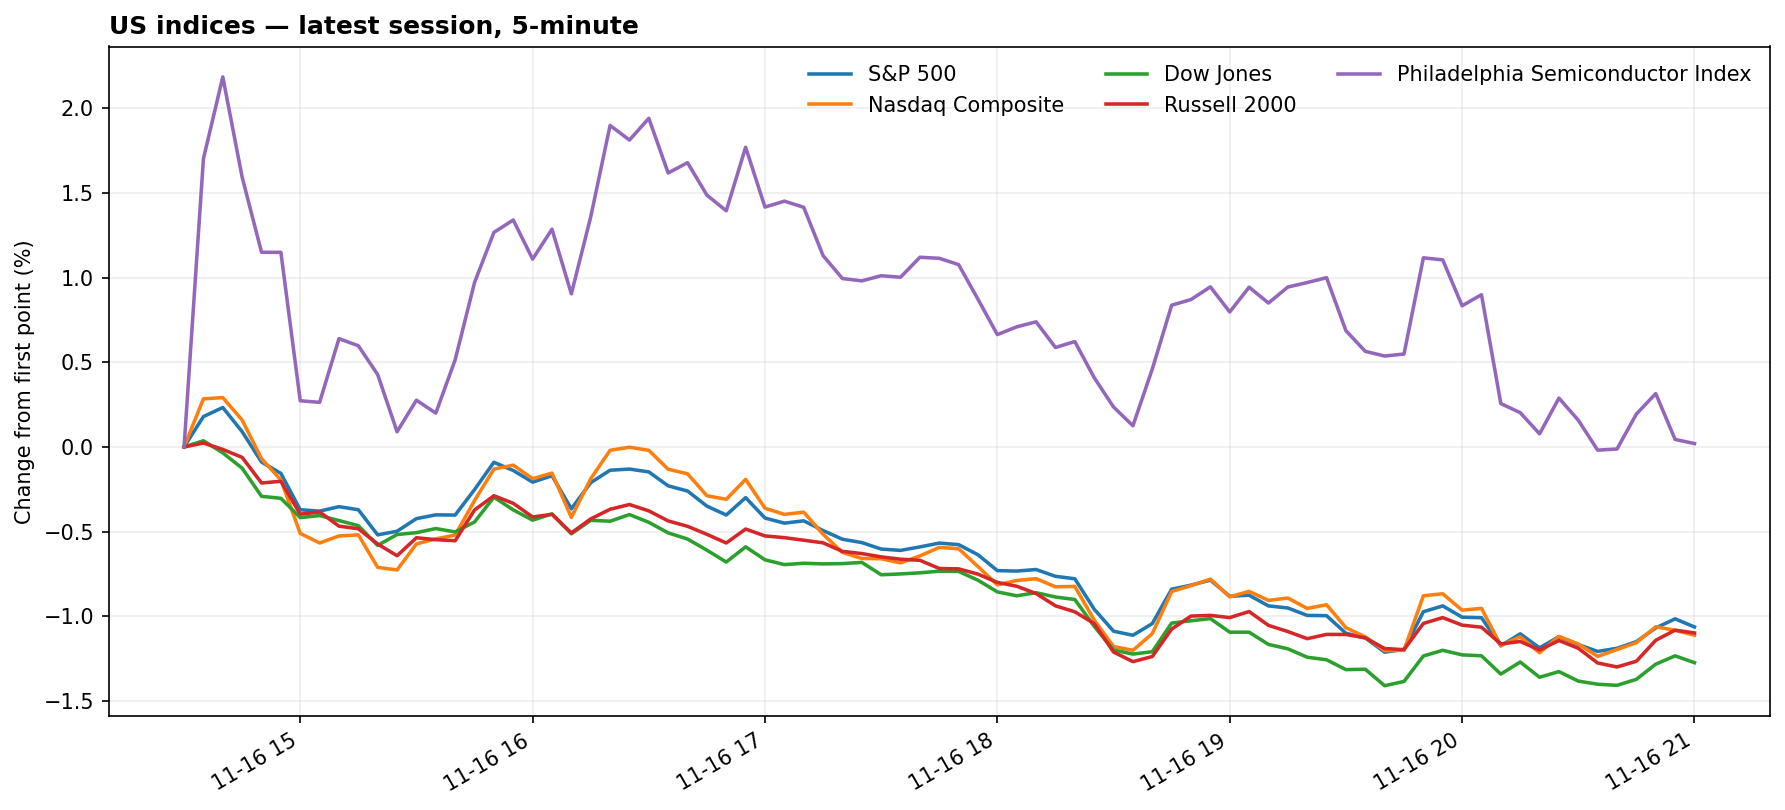 US indices — latest session, 5-minute
S&P 500
Nasdaq Composite
Dow Jones
Russell 2000
Philadelphia Semiconductor Index
Change from first point (%)
2.0
1.5
1.0
0.5
0.0
−0.5
−1.0
−1.5
11-16 15
11-16 16
11-16 17
11-16 18
11-16 19
11-16 20
11-16 21